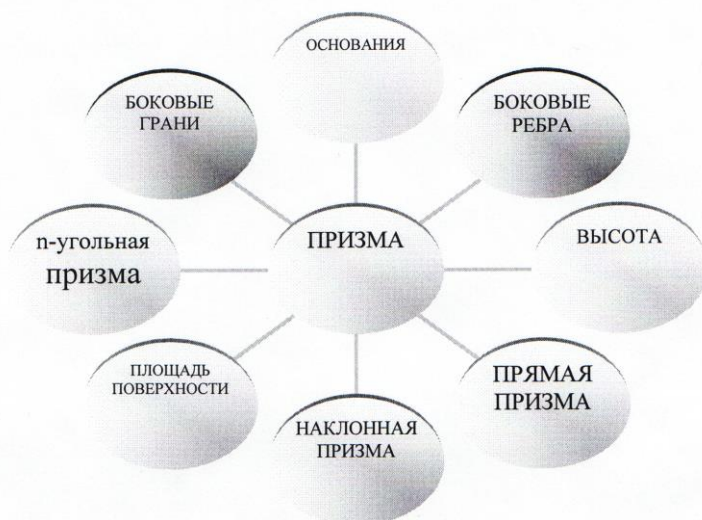 ОСНОВАНИЯ
БОКОВЫЕ
ГРАНИ
БОКОВЫЕ
РЕБРА
n-угольная
призма
ПРИЗМА
ВЫСОТА
ПЛОЩАДЬ
ПОВЕРХНОСТИ
НАКЛОННАЯ
ПРИЗМА
ПРЯМАЯ
ПРИЗМА